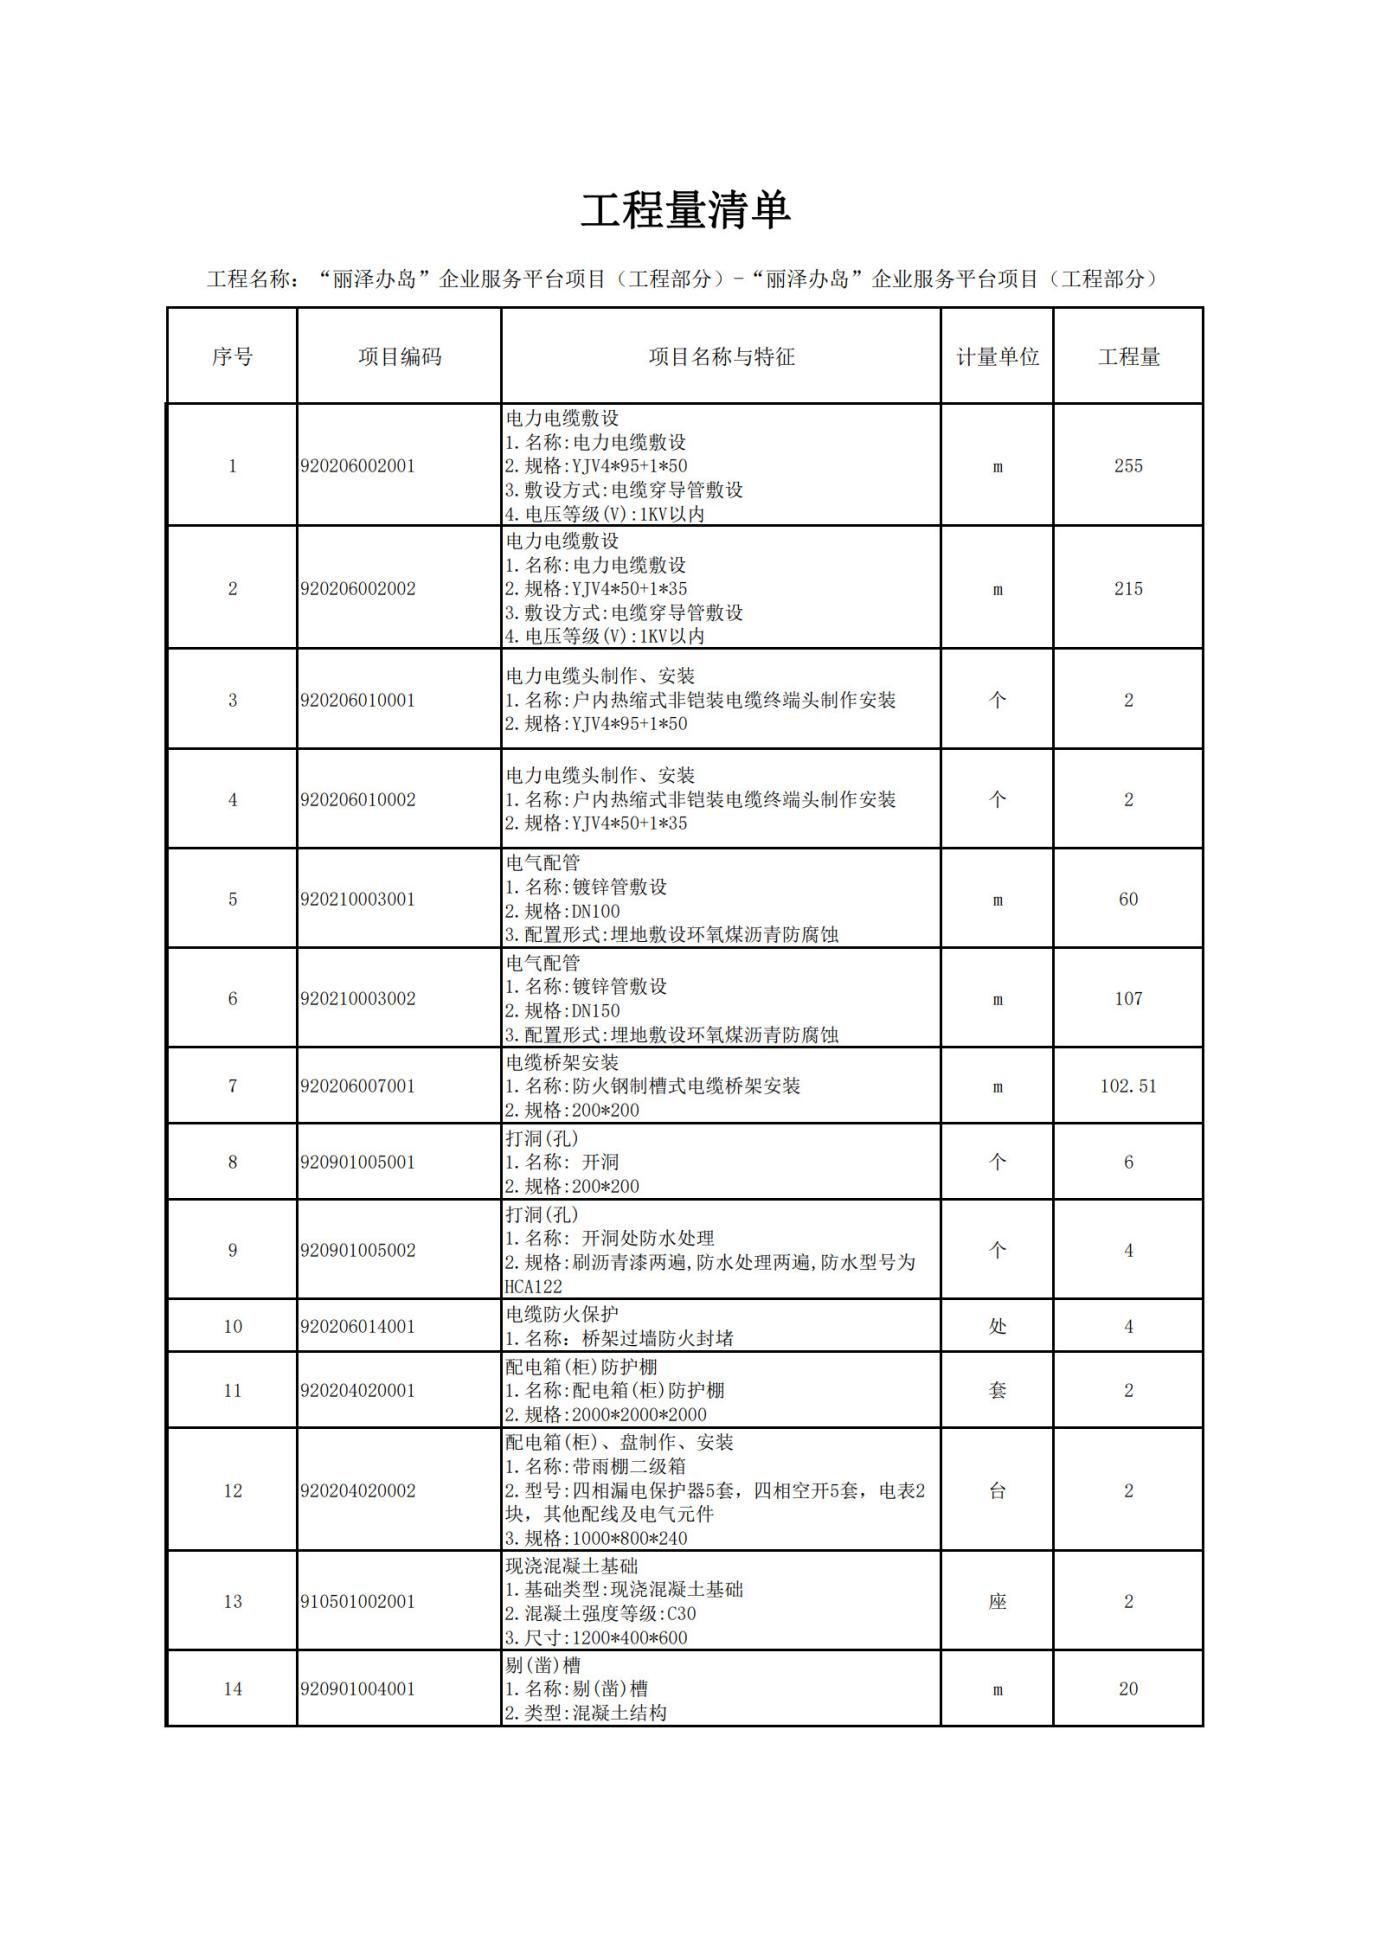 工程量清单
工程名称：“丽泽办岛”企业服务平台项目（工程部分）-“丽泽办岛”企业服务平台项目（工程部分）
序号 项目编码 项目名称与特征 计量单位 工程量
电力电缆敷设
1.名称:电力电缆敷设
1 920206002001 2.规格:YJV4*95+1*50 m 255
3.敷设方式:电缆穿导管敷设
4.电压等级(V):1KV以内
电力电缆敷设
1.名称:电力电缆敷设
2 920206002002 2.规格:YJV4*50+1*35 m 215
3.敷设方式:电缆穿导管敷设
4.电压等级(V):1KV以内
电力电缆头制作、安装
3 920206010001 1.名称:户内热缩式非铠装电缆终端头制作安装 个 2
2.规格:YJV4*95+1*50
电力电缆头制作、安装
4 920206010002 1.名称:户内热缩式非铠装电缆终端头制作安装 个 2
2.规格:YJV4*50+1*35
电气配管
1.名称:镀锌管敷设
5 920210003001 2.规格:DN100 m 60
3.配置形式:埋地敷设环氧煤沥青防腐蚀
电气配管
1.名称:镀锌管敷设
6 920210003002 2.规格:DN150 m 107
3.配置形式:埋地敷设环氧煤沥青防腐蚀
电缆桥架安装
7 920206007001 1.名称:防火钢制槽式电缆桥架安装 m 102.51
2.规格:200*200
打洞(孔)
8 920901005001 1.名称: 开洞 个 6
2.规格:200*200
打洞(孔)
1.名称: 开洞处防水处理
9 920901005002 2.规格:刷沥青漆两遍,防水处理两遍,防水型号为 个 4
HCA122
电缆防火保护
10 920206014001 1.名称：桥架过墙防火封堵 处 4
配电箱(柜)防护棚
11 920204020001 1.名称:配电箱(柜)防护棚 套 2
2.规格:2000*2000*2000
配电箱(柜)、盘制作、安装
1.名称:带雨棚二级箱
12 920204020002 2.型号:四相漏电保护器5套，四相空开5套，电表2 台 2
块，其他配线及电气元件
3.规格:1000*800*240
现浇混凝土基础
1.基础类型:现浇混凝土基础
13 910501002001 2.混凝土强度等级:C30 座 2
3.尺寸:1200*400*600
剔(凿)槽
14 920901004001 1.名称:剔(凿)槽 m 20
2.类型:混凝土结构